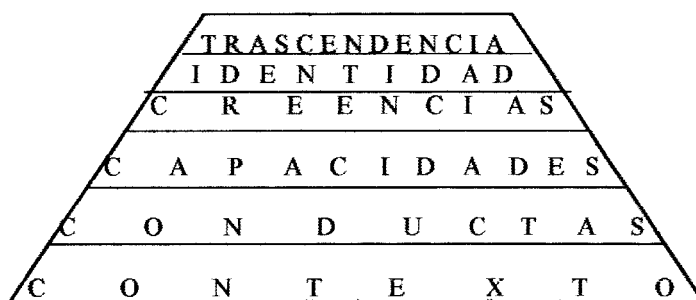 TRASCENDENCIA
IDENTIDAD
CREENCIAS
CAPACIDADES
CONDUCTAS
CONTEXTO